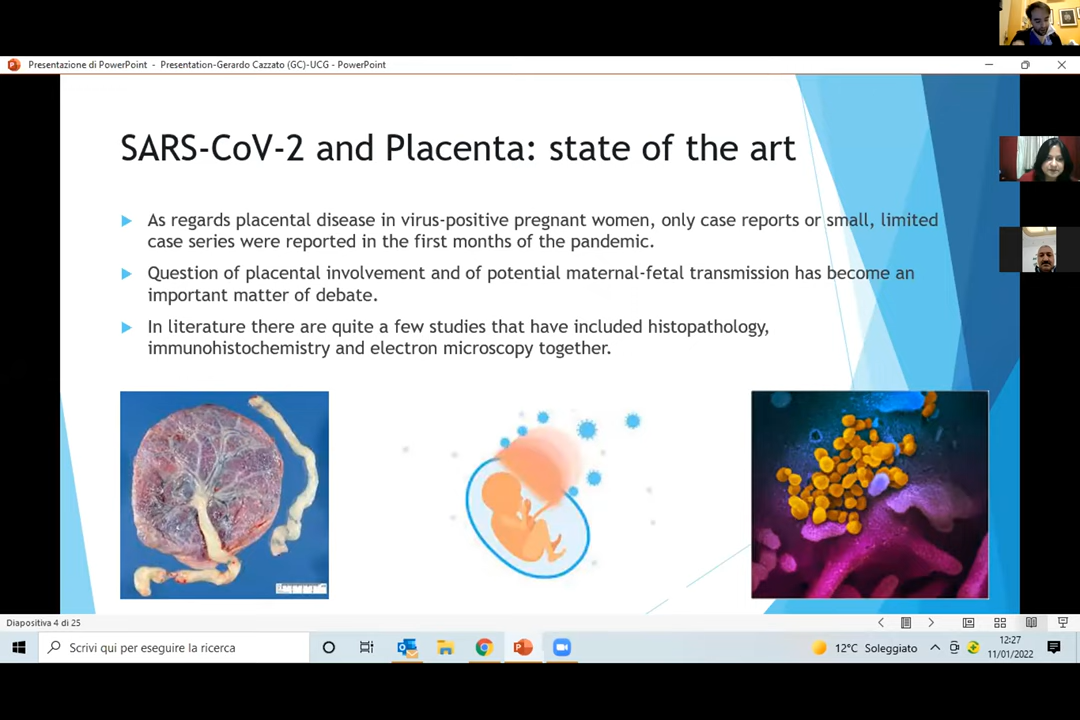 Presentazione di PowerPoint - Presentation-Gerardo Cazzato (GC)-UCG - PowerPoint
SARS-CoV-2 and Placenta: state of the art
As regards placental disease in virus-positive pregnant women, only case reports or small, limited
case series were reported in the first months of the pandemic.
Question of placental involvement and of potential maternal-fetal transmission has become an
important matter of debate.
In literature there are quite a few studies that have included histopathology,
immunohistochemistry and electron microscopy together.
Diapositiva 4 di 25
Scrivi qui per eseguire la ricerca
12°C Soleggiato
12:27
11/01/2022